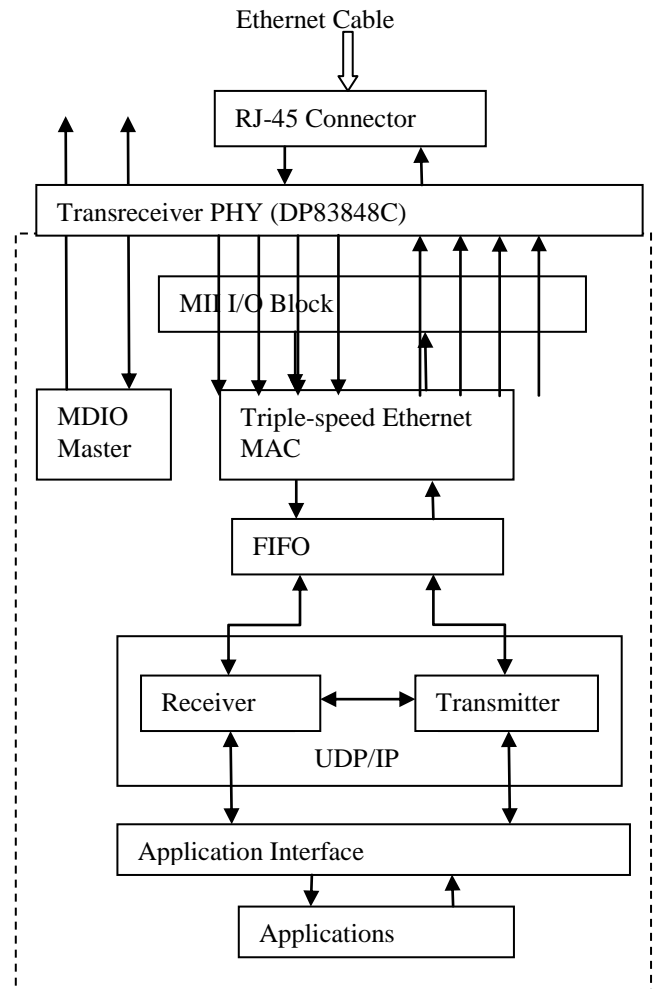 Ethernet Cable
RJ-45 Connector
Transreceiver PHY (DP83848C)
MII I/O Block
MDIO
Master
Triple-speed Ethernet
MAC
FIFO
Receiver
Transmitter
UDP/IP
Application Interface
Applications